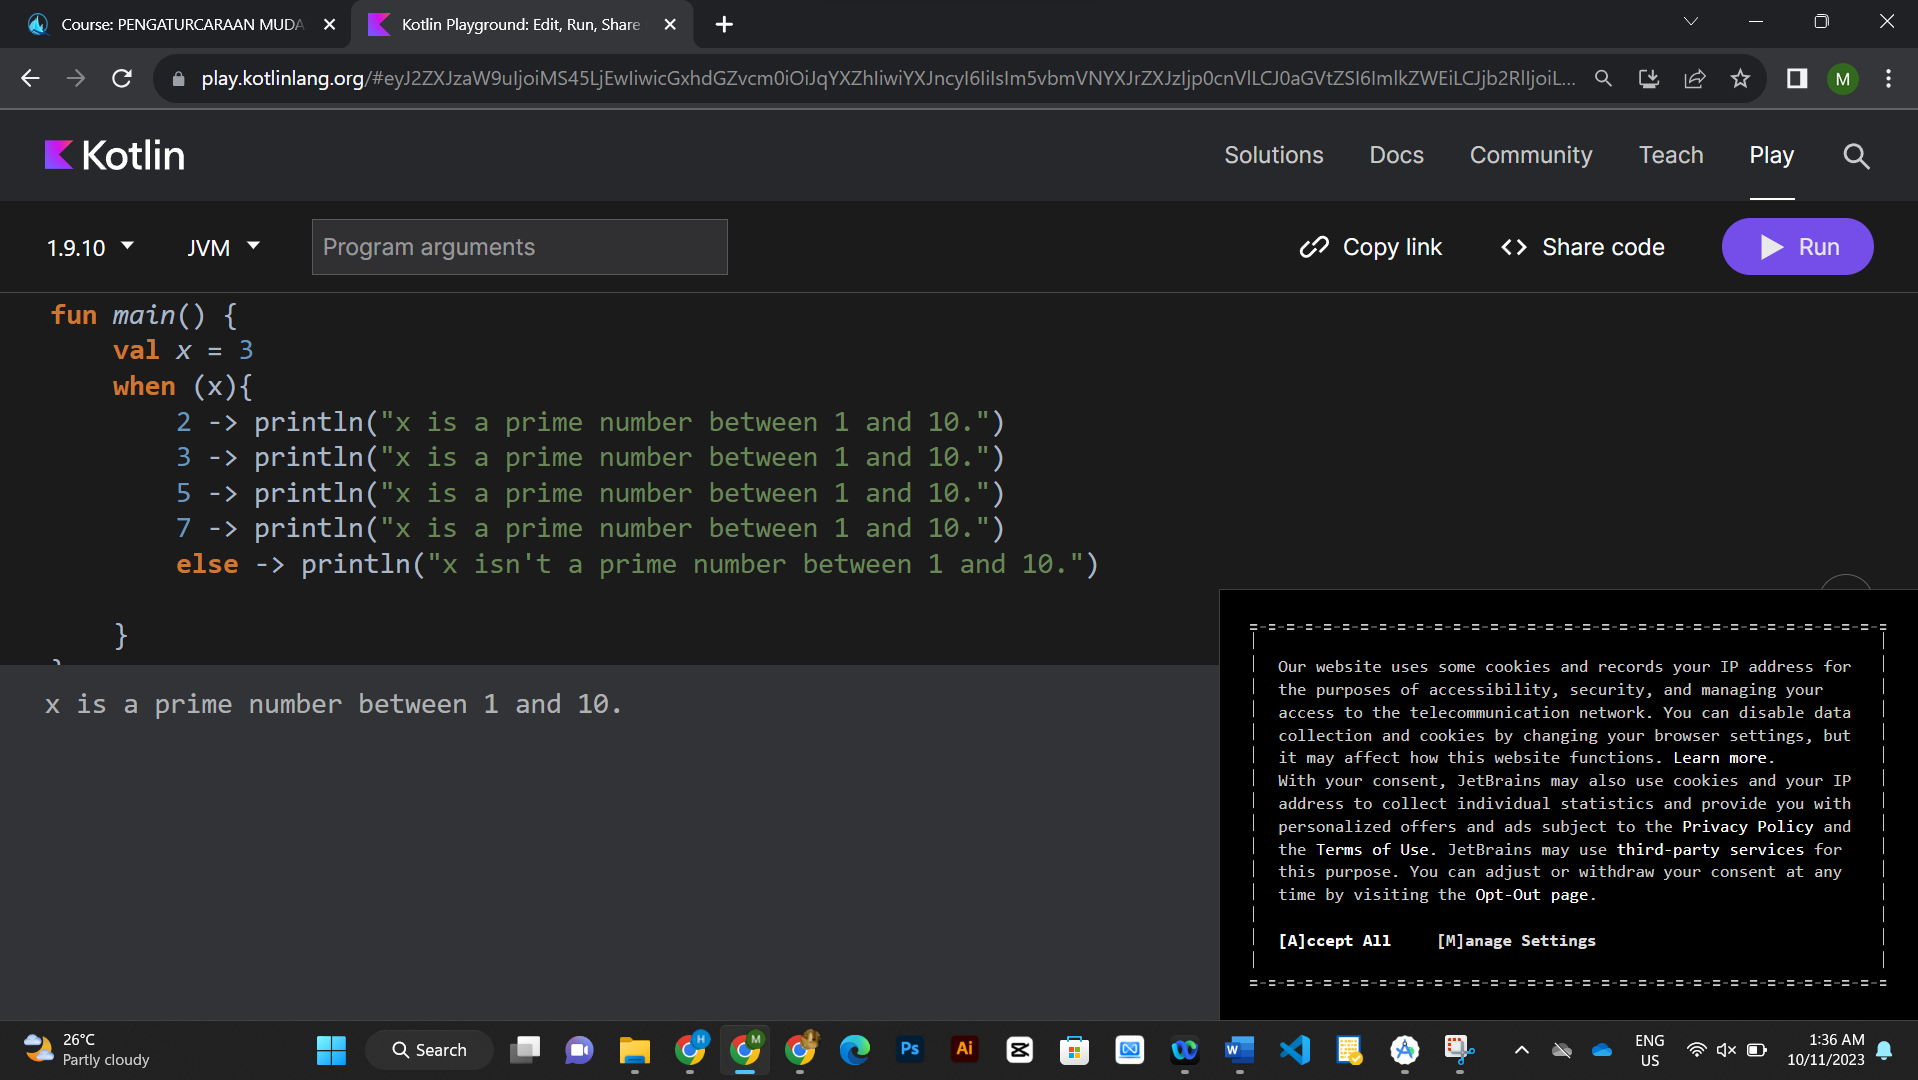 Course: PENGATURCARAAN MUDA
Kotlin Playground: Edit, Run, Share
play.kotlinlang.org/#eyJ2ZXJzaW9uIjoiMS45LjEwIiwicGxhdGZvcm0iOiJqYXZhIiwiYXJncyI6IiIsIm5vbmVNYXJrZXJzIjp0cnVlLCJ0aGVtZSI6ImlkZWEiLCJjb2RlIjoiL...
M
Kotlin
Solutions
Docs
Community
Teach
Play
1.9.10
JVM
Program arguments
Copy link
<> Share code
Run
fun main() {
val x = 3
when (x){
2 -> println("x is a prime number between 1 and 10.")
3 -> println("x is a prime number between 1 and 10.")
5 -> println("x is a prime number between 1 and 10.")
7 -> println("x is a prime number between 1 and 10.")
else -> println("x isn't a prime number between 1 and 10.")
}
x is a prime number between 1 and 10.
Our website uses some cookies and records your IP address for
the purposes of accessibility, security, and managing your
access to the telecommunication network. You can disable data
collection and cookies by changing your browser settings, but
it may affect how this website functions. Learn more.
With your consent, JetBrains may also use cookies and your IP
address to collect individual statistics and provide you with
personalized offers and ads subject to the Privacy Policy and
the Terms of Use. JetBrains may use third-party services for
this purpose. You can adjust or withdraw your consent at any
time by visiting the Opt-Out page.
[A]ccept All
[M]anage Settings
26°C
Partly cloudy
Search
H
M
Ps
Ai
W
ENG
US
1:36 AM
10/11/2023